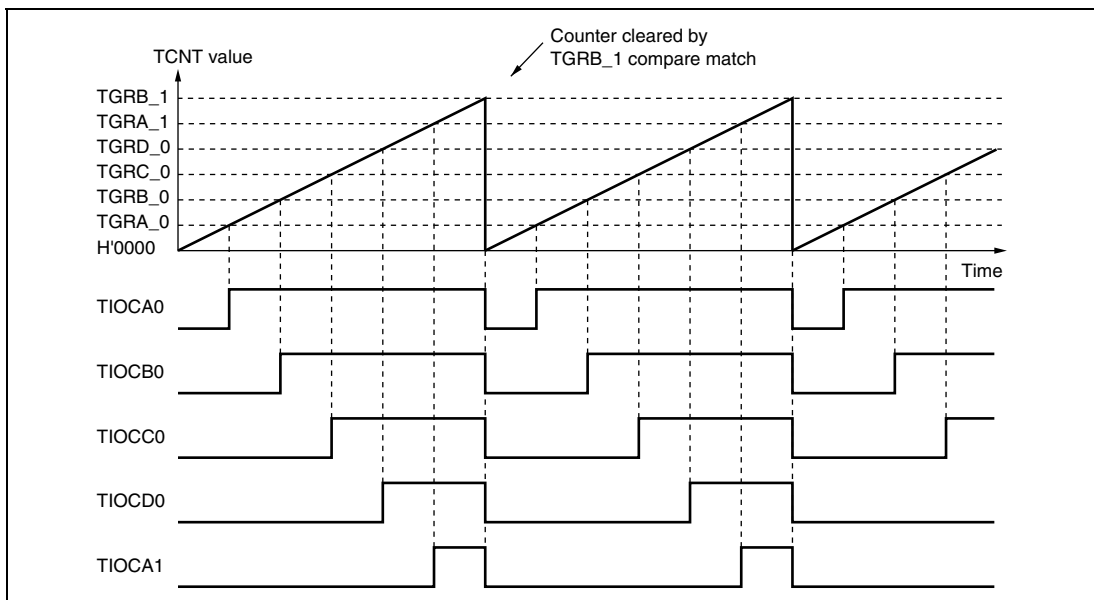 Counter cleared by
TGRB_1 compare match
TCNT value
TGRB_1
TGRA_1
TGRD_0
TGRC_0
TGRB_0
TGRA_0
H'0000
Time
TIOCA0
TIOCB0
TIOCC0
TIOCD0
TIOCA1